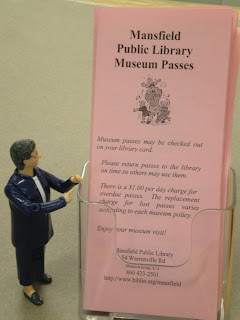 Mansfield
Public Library
Museum Passes
Museum passes may be checked out
on your library card.
Please return passes to the library
on time so others may use them.
There is a $1.00 per day charge for
overdue passes. The replacement
charge for lost passes varies
according to each museum policy.
Enjoy your museum visit!
Mansfield Public Library
54 Warrenville Rd
860 423-2501
http://www.biblio.org/mansfield